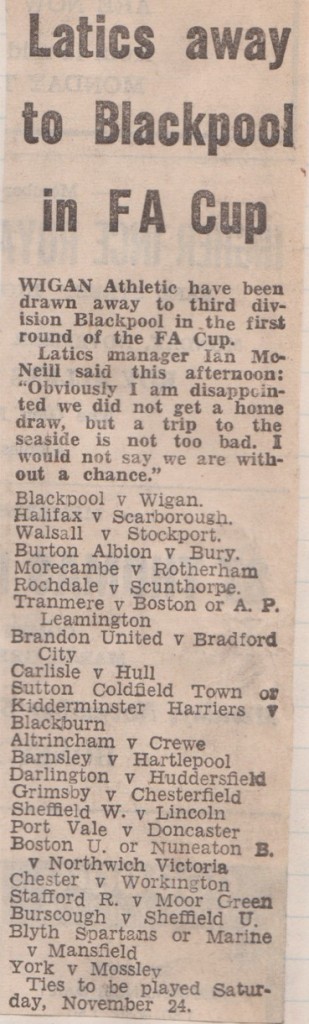 Latics away
to Blackpool
in F A Cup
WIGAN Athletic have been
drawn away to third div-
ision Blackpool in the first
round of the FA Cup.
Latics manager Ian Mc-
Neill said this afternoon:
"Obviously I am disappoin-
ted we did not get a home
draw, but a trip to the
seaside is not too bad. I
would not say we are with-
out a chance."
Blackpool v Wigan.
Halifax v Scarborough.
Walsall v Stockport.
Burton Albion v Bury.
Morecambe v Rotherham
Rochdale v Scunthorpe.
Tranmere v Boston or A. P.
Leamington
Brandon United v Bradford
City
Carlisle v Hull
Sutton Coldfield Town or
Kidderminster Harriers v
Blackburn
Altrincham v Crewe
Barnsley v Hartlepool
Darlington v Huddersfield
Grimsby v Chesterfield
Sheffield W. v Lincoln
Port Vale v Doncaster
Boston U. or Nuneaton B.
v Northwich Victoria
Chester v Workington
Stafford R. v Moor Green
Burscough v Sheffield U.
Blyth Spartans or Marine
v Mansfield
York v Mossley
Ties to be played Satur-
day, November 24.